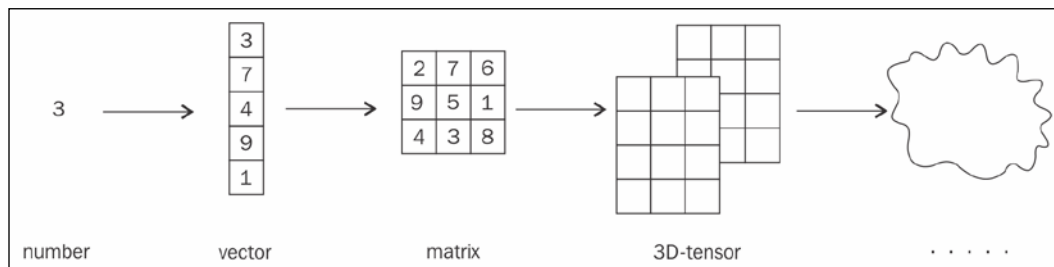 3
3
7
4
9
1
2 7 6
9 5 1
4 3 8
number vector matrix 3D-tensor . . . . .